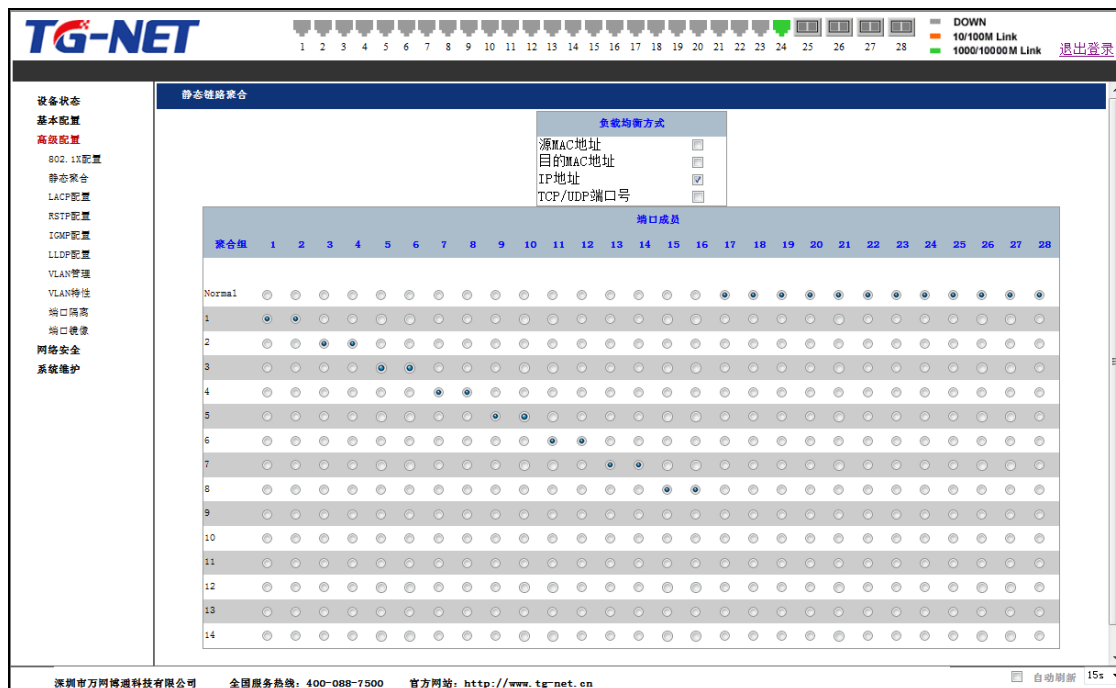 TG-NET
1 2 3 4 5 6 7 8 9 10 11 12 13 14 15 16 17 18 19 20 21 22 23 24 25 26 27 28
DOWN
10/100M Link
1000/10000M Link
退出登录
设备状态
基本配置
高级配置
802.1X配置
静态聚合
LACP配置
RSTP配置
IGMP配置
LLDP配置
VLAN管理
VLAN特性
端口隔离
端口镜像
网络安全
系统维护
静态链路聚合
负载均衡方式
源MAC地址
目的MAC地址
IP地址
TCP/UDP端口号
端口成员
聚合组 1 2 3 4 5 6 7 8 9 10 11 12 13 14 15 16 17 18 19 20 21 22 23 24 25 26 27 28
Normal
1
2
3
4
5
6
7
8
9
10
11
12
13
14
深圳市万网博通科技有限公司 全国服务热线：400-088-7500 官方网站：http://www.tg-net.cn
自动刷新 15s